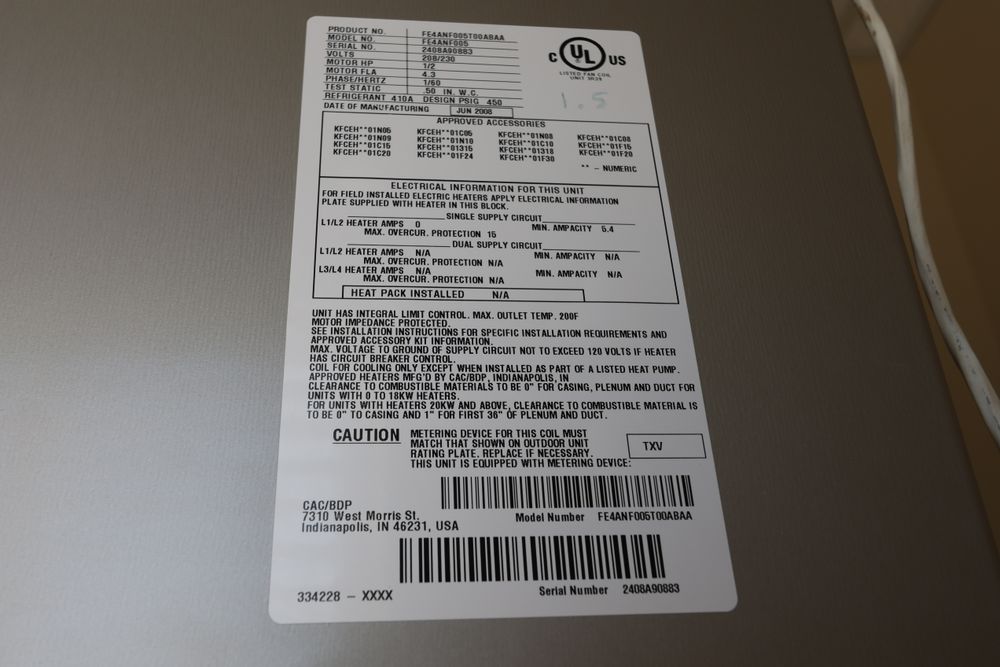 PRODUCT NO. FE4ANF005T00ABAA
MODEL NO. FE4ANF005
SERIAL NO. 2408A90883
VOLTS 208/230
MOTOR HP 1/2
MOTOR FLA 4.3
PHASE/HERTZ 1/60
TEST STATIC .50 IN. W.C.
REFRIGERANT 410A DESIGN PSIG 450
DATE OF MANUFACTURING JUN 2008
C UL US
LISTED FAN COIL
UNIT 9R29
1.5
APPROVED ACCESSORIES
KFCEH**01N05 KFCEH**01C05 KFCEH**01N08 KFCEH**01C08
KFCEH**01N09 KFCEH**01N10 KFCEH**01C10 KFCEH**01F15
KFCEH**01C15 KFCEH**01315 KFCEH**01318 KFCEH**01F20
KFCEH**01C20 KFCEH**01F24 KFCEH**01F30
** - NUMERIC
ELECTRICAL INFORMATION FOR THIS UNIT
FOR FIELD INSTALLED ELECTRIC HEATERS APPLY ELECTRICAL INFORMATION
PLATE SUPPLIED WITH HEATER IN THIS BLOCK.
SINGLE SUPPLY CIRCUIT
L1/L2 HEATER AMPS 0 MIN. AMPACITY 5.4
MAX. OVERCUR. PROTECTION 15
DUAL SUPPLY CIRCUIT
L1/L2 HEATER AMPS N/A MIN. AMPACITY N/A
MAX. OVERCUR. PROTECTION N/A
L3/L4 HEATER AMPS N/A MIN. AMPACITY N/A
MAX. OVERCUR. PROTECTION N/A
HEAT PACK INSTALLED N/A
UNIT HAS INTEGRAL LIMIT CONTROL. MAX. OUTLET TEMP. 200F
MOTOR IMPEDANCE PROTECTED.
SEE INSTALLATION INSTRUCTIONS FOR SPECIFIC INSTALLATION REQUIREMENTS AND
APPROVED ACCESSORY KIT INFORMATION.
MAX. VOLTAGE TO GROUND OF SUPPLY CIRCUIT NOT TO EXCEED 120 VOLTS IF HEATER
HAS CIRCUIT BREAKER CONTROL.
COIL FOR COOLING ONLY EXCEPT WHEN INSTALLED AS PART OF A LISTED HEAT PUMP.
APPROVED HEATERS MFG'D BY CAC/BDP, INDIANAPOLIS, IN
CLEARANCE TO COMBUSTIBLE MATERIALS TO BE 0" FOR CASING, PLENUM AND DUCT FOR
UNITS WITH 0 TO 18KW HEATERS.
FOR UNITS WITH HEATERS 20KW AND ABOVE, CLEARANCE TO COMBUSTIBLE MATERIAL IS
TO BE 0" TO CASING AND 1" FOR FIRST 36" OF PLENUM AND DUCT.
CAUTION METERING DEVICE FOR THIS COIL MUST
MATCH THAT SHOWN ON OUTDOOR UNIT
RATING PLATE. REPLACE IF NECESSARY.
THIS UNIT IS EQUIPPED WITH METERING DEVICE:
TXV
CAC/BDP
7310 West Morris St.
Indianapolis, IN 46231, USA
Model Number FE4ANF005T00ABAA
Serial Number 2408A90883
334228 - XXXX